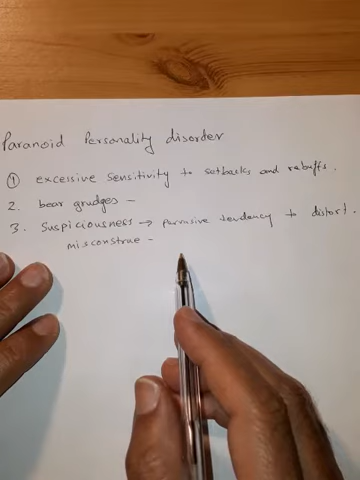 Paranoid Personality disorder
① excessive sensitivity to setbacks and rebuffs.
2. bear grudges -
3. Suspiciousness → pervasive tendency to distort.
misconstrue -